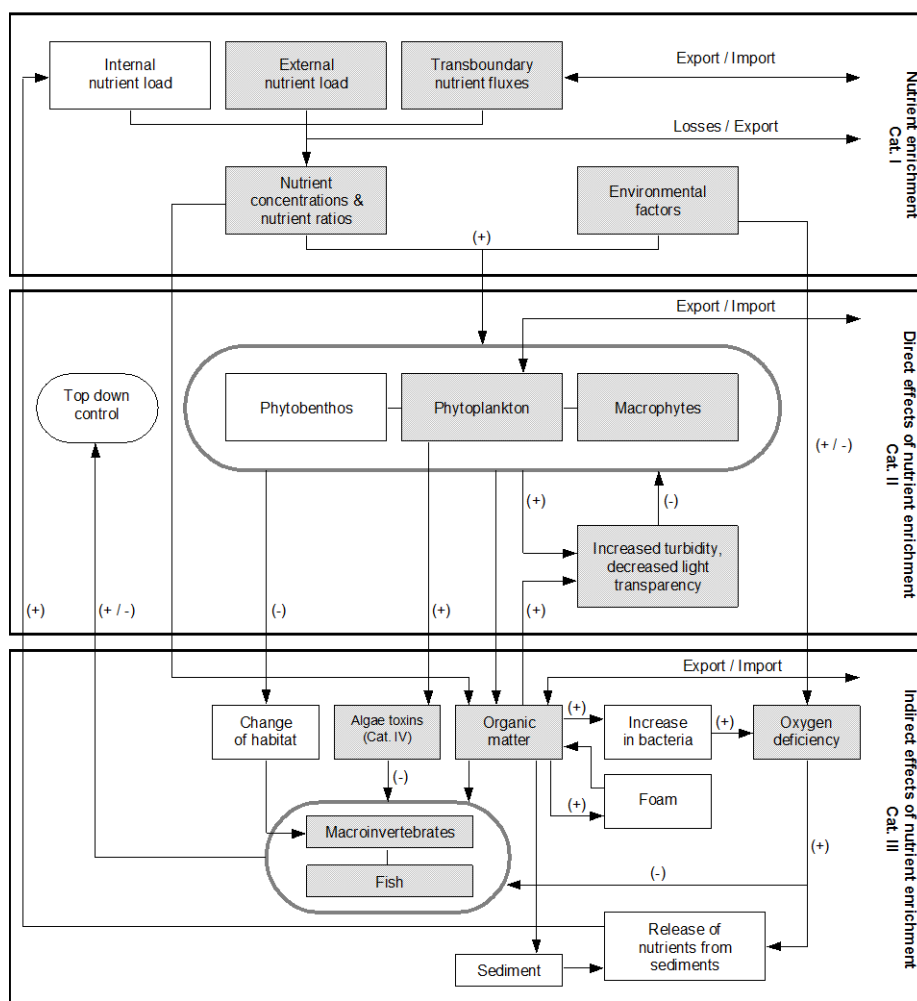 Internal
nutrient load
External
nutrient load
Transboundary
nutrient fluxes
Export / Import
Losses / Export
Nutrient
concentrations &
nutrient ratios
Environmental
factors
(+)
Nutrient enrichment
Cat. I
Export / Import
Top down
control
Phytobenthos
Phytoplankton
Macrophytes
(+ / -)
(+)
(-)
Increased turbidity,
decreased light
transparency
(+)
(+ / -)
(-)
(+)
(+)
Direct effects of nutrient enrichment
Cat. II
Export / Import
Change
of habitat
Algae toxins
(Cat. IV)
Organic
matter
(+)
Increase
in bacteria
(+)
Oxygen
deficiency
(-)
Foam
(+)
Macroinvertebrates
Fish
(+)
(-)
Release of
nutrients from
sediments
Sediment
Indirect effects of nutrient enrichment
Cat. III